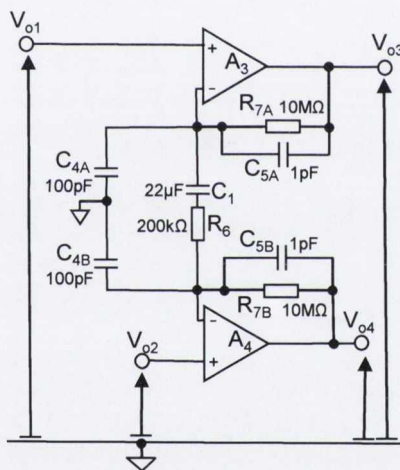 Vo1
A3
Vo3
+
-
R7A 10MΩ
C4A
100pF
C5A 1pF
22µF C1
200kΩ R6
C4B
100pF
C5B 1pF
R7B 10MΩ
Vo4
-
Vo2
A4
+